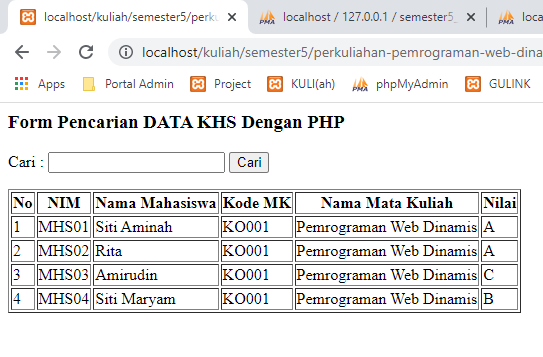 localhost/kuliah/semester5/perku
localhost / 127.0.0.1 / semester5_
loca
localhost/kuliah/semester5/perkuliahan-pemrograman-web-dina
Apps Portal Admin Project KULI(ah) phpMyAdmin GULINK
Form Pencarian DATA KHS Dengan PHP
Cari : Cari
No NIM Nama Mahasiswa Kode MK Nama Mata Kuliah Nilai
1 MHS01 Siti Aminah KO001 Pemrograman Web Dinamis A
2 MHS02 Rita KO001 Pemrograman Web Dinamis A
3 MHS03 Amirudin KO001 Pemrograman Web Dinamis C
4 MHS04 Siti Maryam KO001 Pemrograman Web Dinamis B